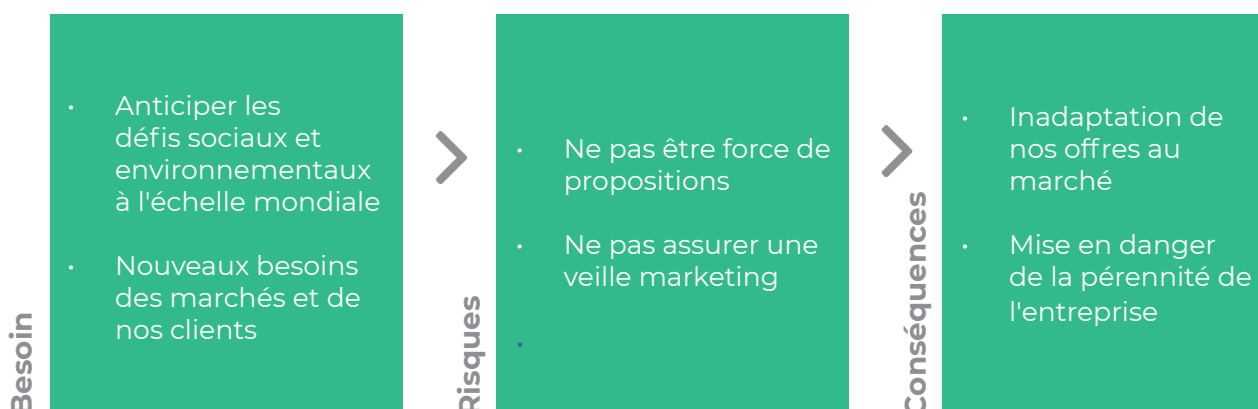 Besoin
• Anticiper les
défis sociaux et
environnementaux
à l'échelle mondiale
• Nouveaux besoins
des marchés et de
nos clients
Risques
• Ne pas être force de
propositions
• Ne pas assurer une
veille marketing
•
Conséquences
• Inadaptation de
nos offres au
marché
• Mise en danger
de la pérennité de
l'entreprise